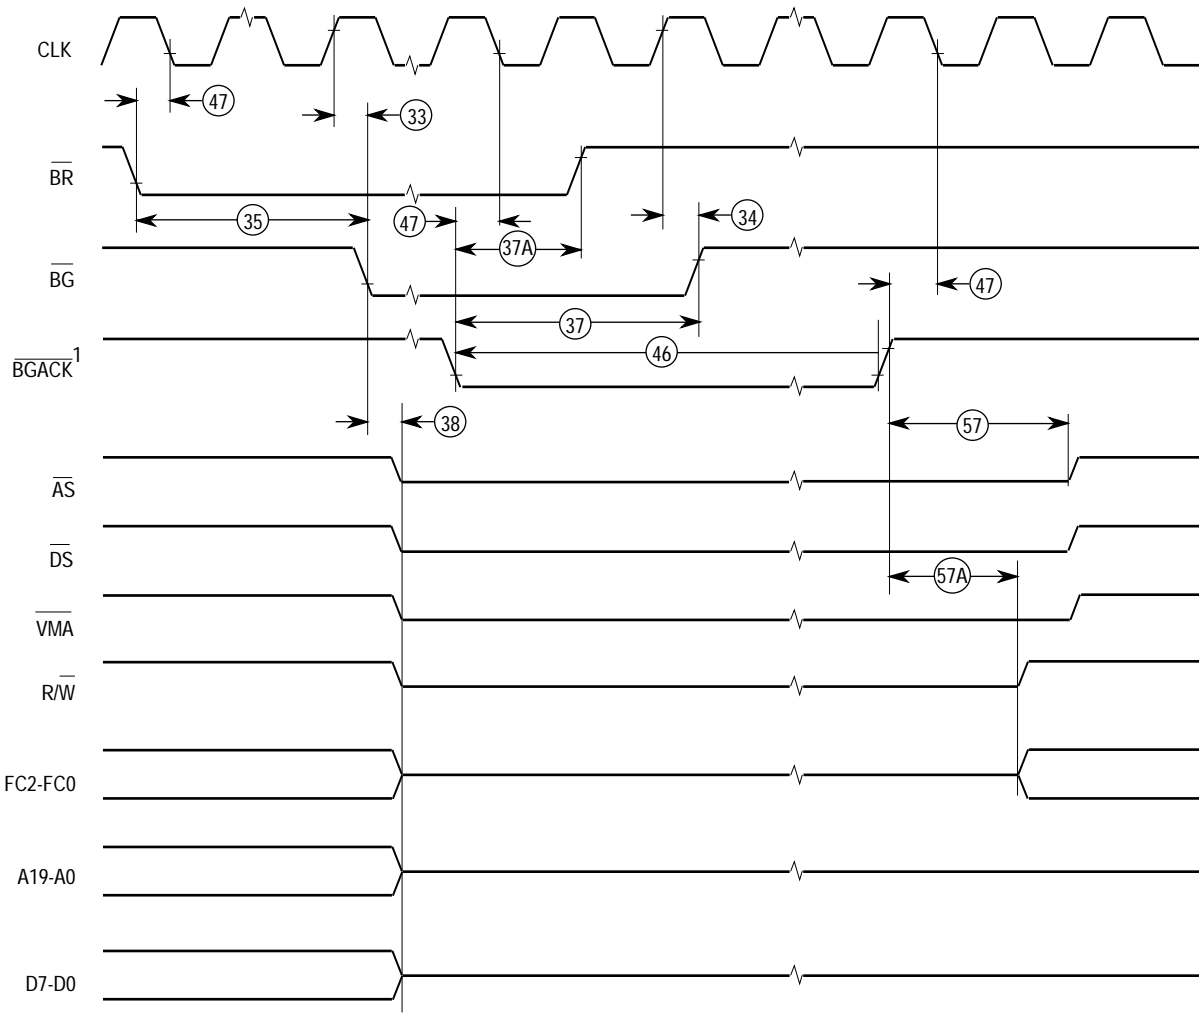 CLK
47
33
BR
35
47
34
37A
BG
47
37
BGACK1
46
38
57
AS
DS
57A
VMA
R/W
FC2-FC0
A19-A0
D7-D0